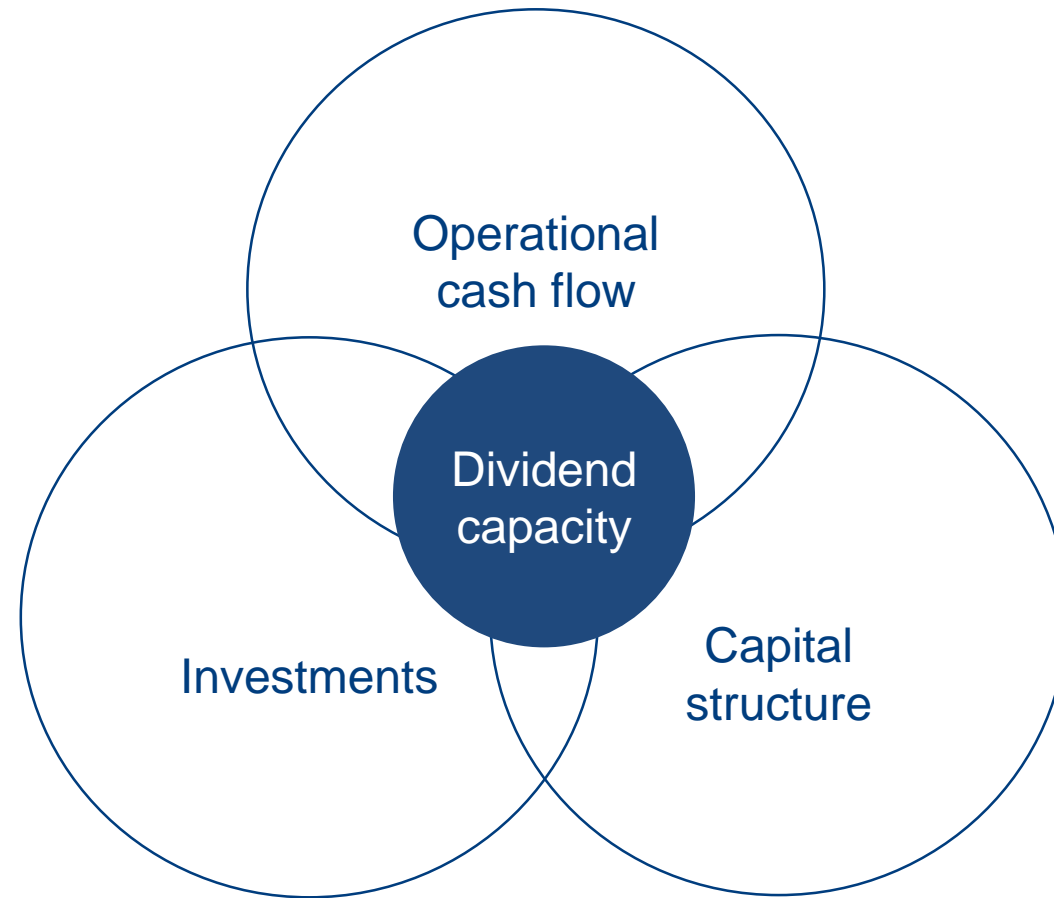 Operational
cash flow
Dividend
capacity
Investments
Capital
structure